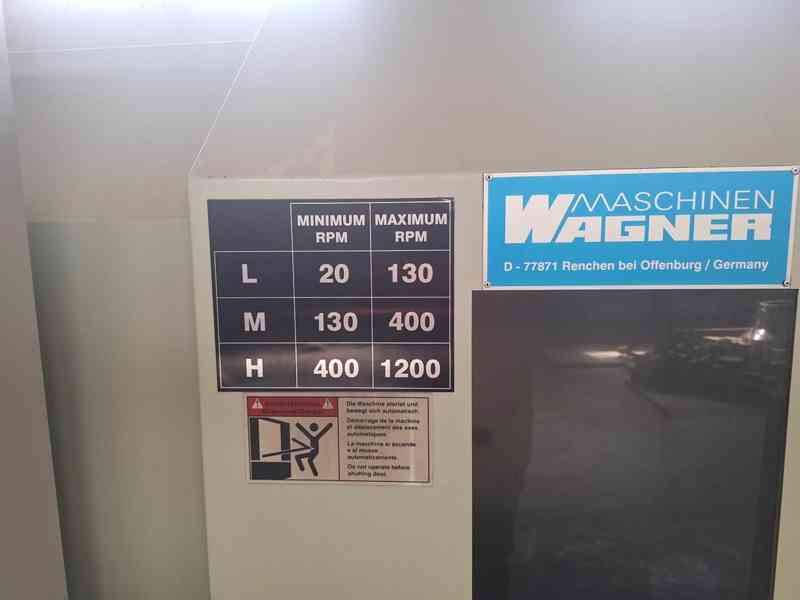 MINIMUM RPM MAXIMUM RPM
L 20 130
M 130 400
H 400 1200
MASCHINEN
WAGNER
D - 77871 Renchen bei Offenburg / Germany
Die Maschine startet und
bewegt sich automatisch.
Démarrage de la machine
et déplacement des axes
automatiques.
La macchina si accende
e si muove
automaticamente.
Do not operate before
shutting door.